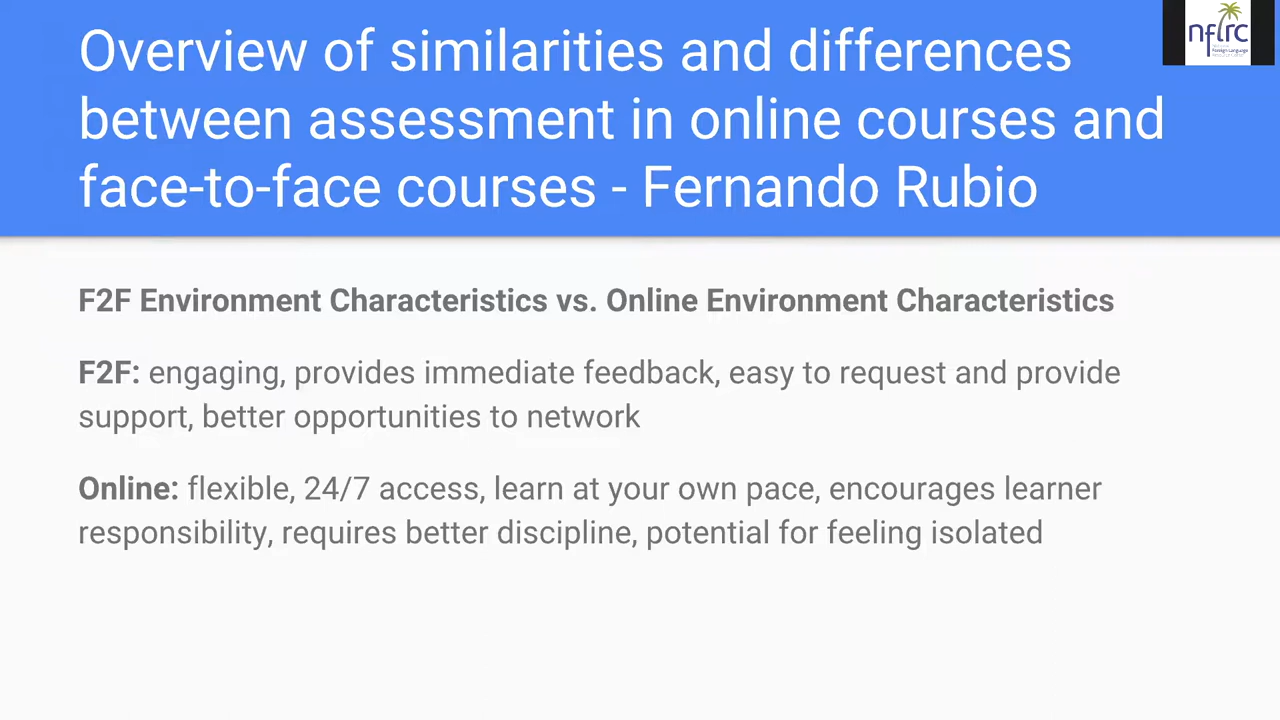 Overview of similarities and differences
between assessment in online courses and
face-to-face courses - Fernando Rubio
nflrc
Foreign Language
F2F Environment Characteristics vs. Online Environment Characteristics
F2F: engaging, provides immediate feedback, easy to request and provide
support, better opportunities to network
Online: flexible, 24/7 access, learn at your own pace, encourages learner
responsibility, requires better discipline, potential for feeling isolated